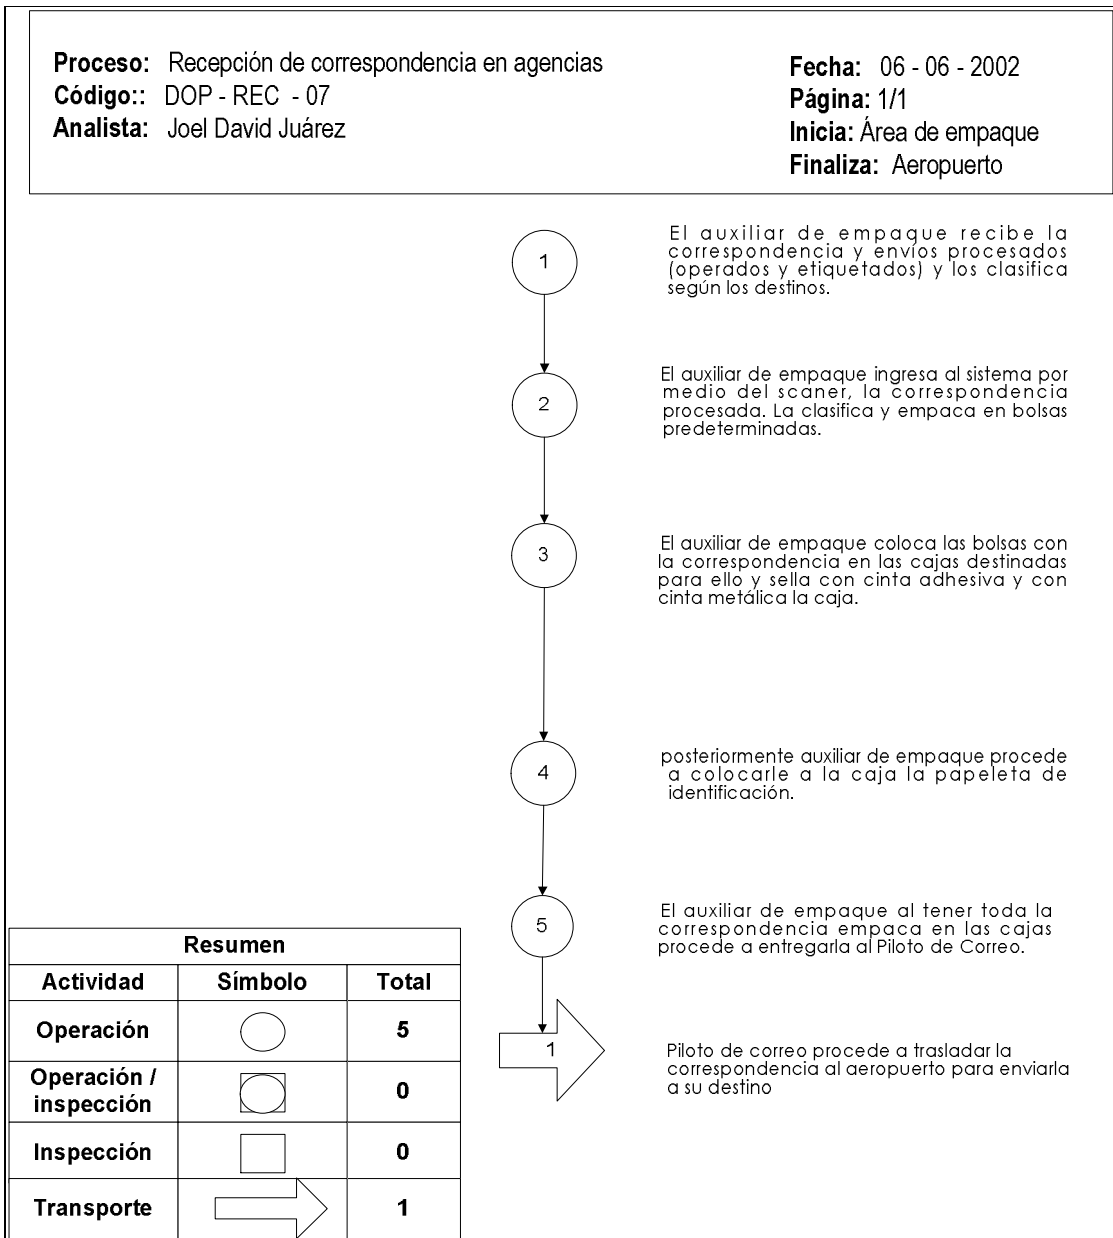 Proceso: Recepción de correspondencia en agencias
Código:: DOP - REC - 07
Analista: Joel David Juárez
Fecha: 06 - 06 - 2002
Página: 1/1
Inicia: Área de empaque
Finaliza: Aeropuerto
1
El auxiliar de empaque recibe la
correspondencia y envíos procesados
(operados y etiquetados) y los clasifica
según los destinos.
2
El auxiliar de empaque ingresa al sistema por
medio del scaner, la correspondencia
procesada. La clasifica y empaca en bolsas
predeterminadas.
3
El auxiliar de empaque coloca las bolsas con
la correspondencia en las cajas destinadas
para ello y sella con cinta adhesiva y con
cinta metálica la caja.
4
posteriormente auxiliar de empaque procede
a colocarle a la caja la papeleta de
identificación.
5
El auxiliar de empaque al tener toda la
correspondencia empaca en las cajas
procede a entregarla al Piloto de Correo.
1
Piloto de correo procede a trasladar la
correspondencia al aeropuerto para enviarla
a su destino
Resumen
Actividad Símbolo Total
Operación 5
Operación /
inspección 0
Inspección 0
Transporte 1